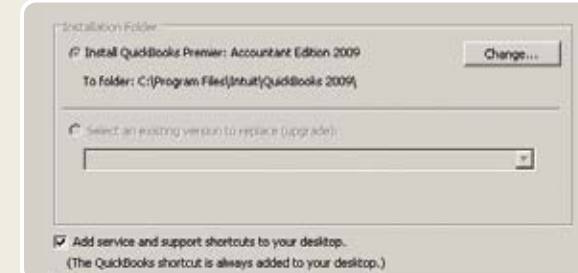 Installation Folder
Install QuickBooks Premier: Accountant Edition 2009
Change...
To folder: C:\Program Files\Intuit\QuickBooks 2009\
Select an existing version to replace (upgrade):
Add service and support shortcuts to your desktop.
(The QuickBooks shortcut is always added to your desktop.)